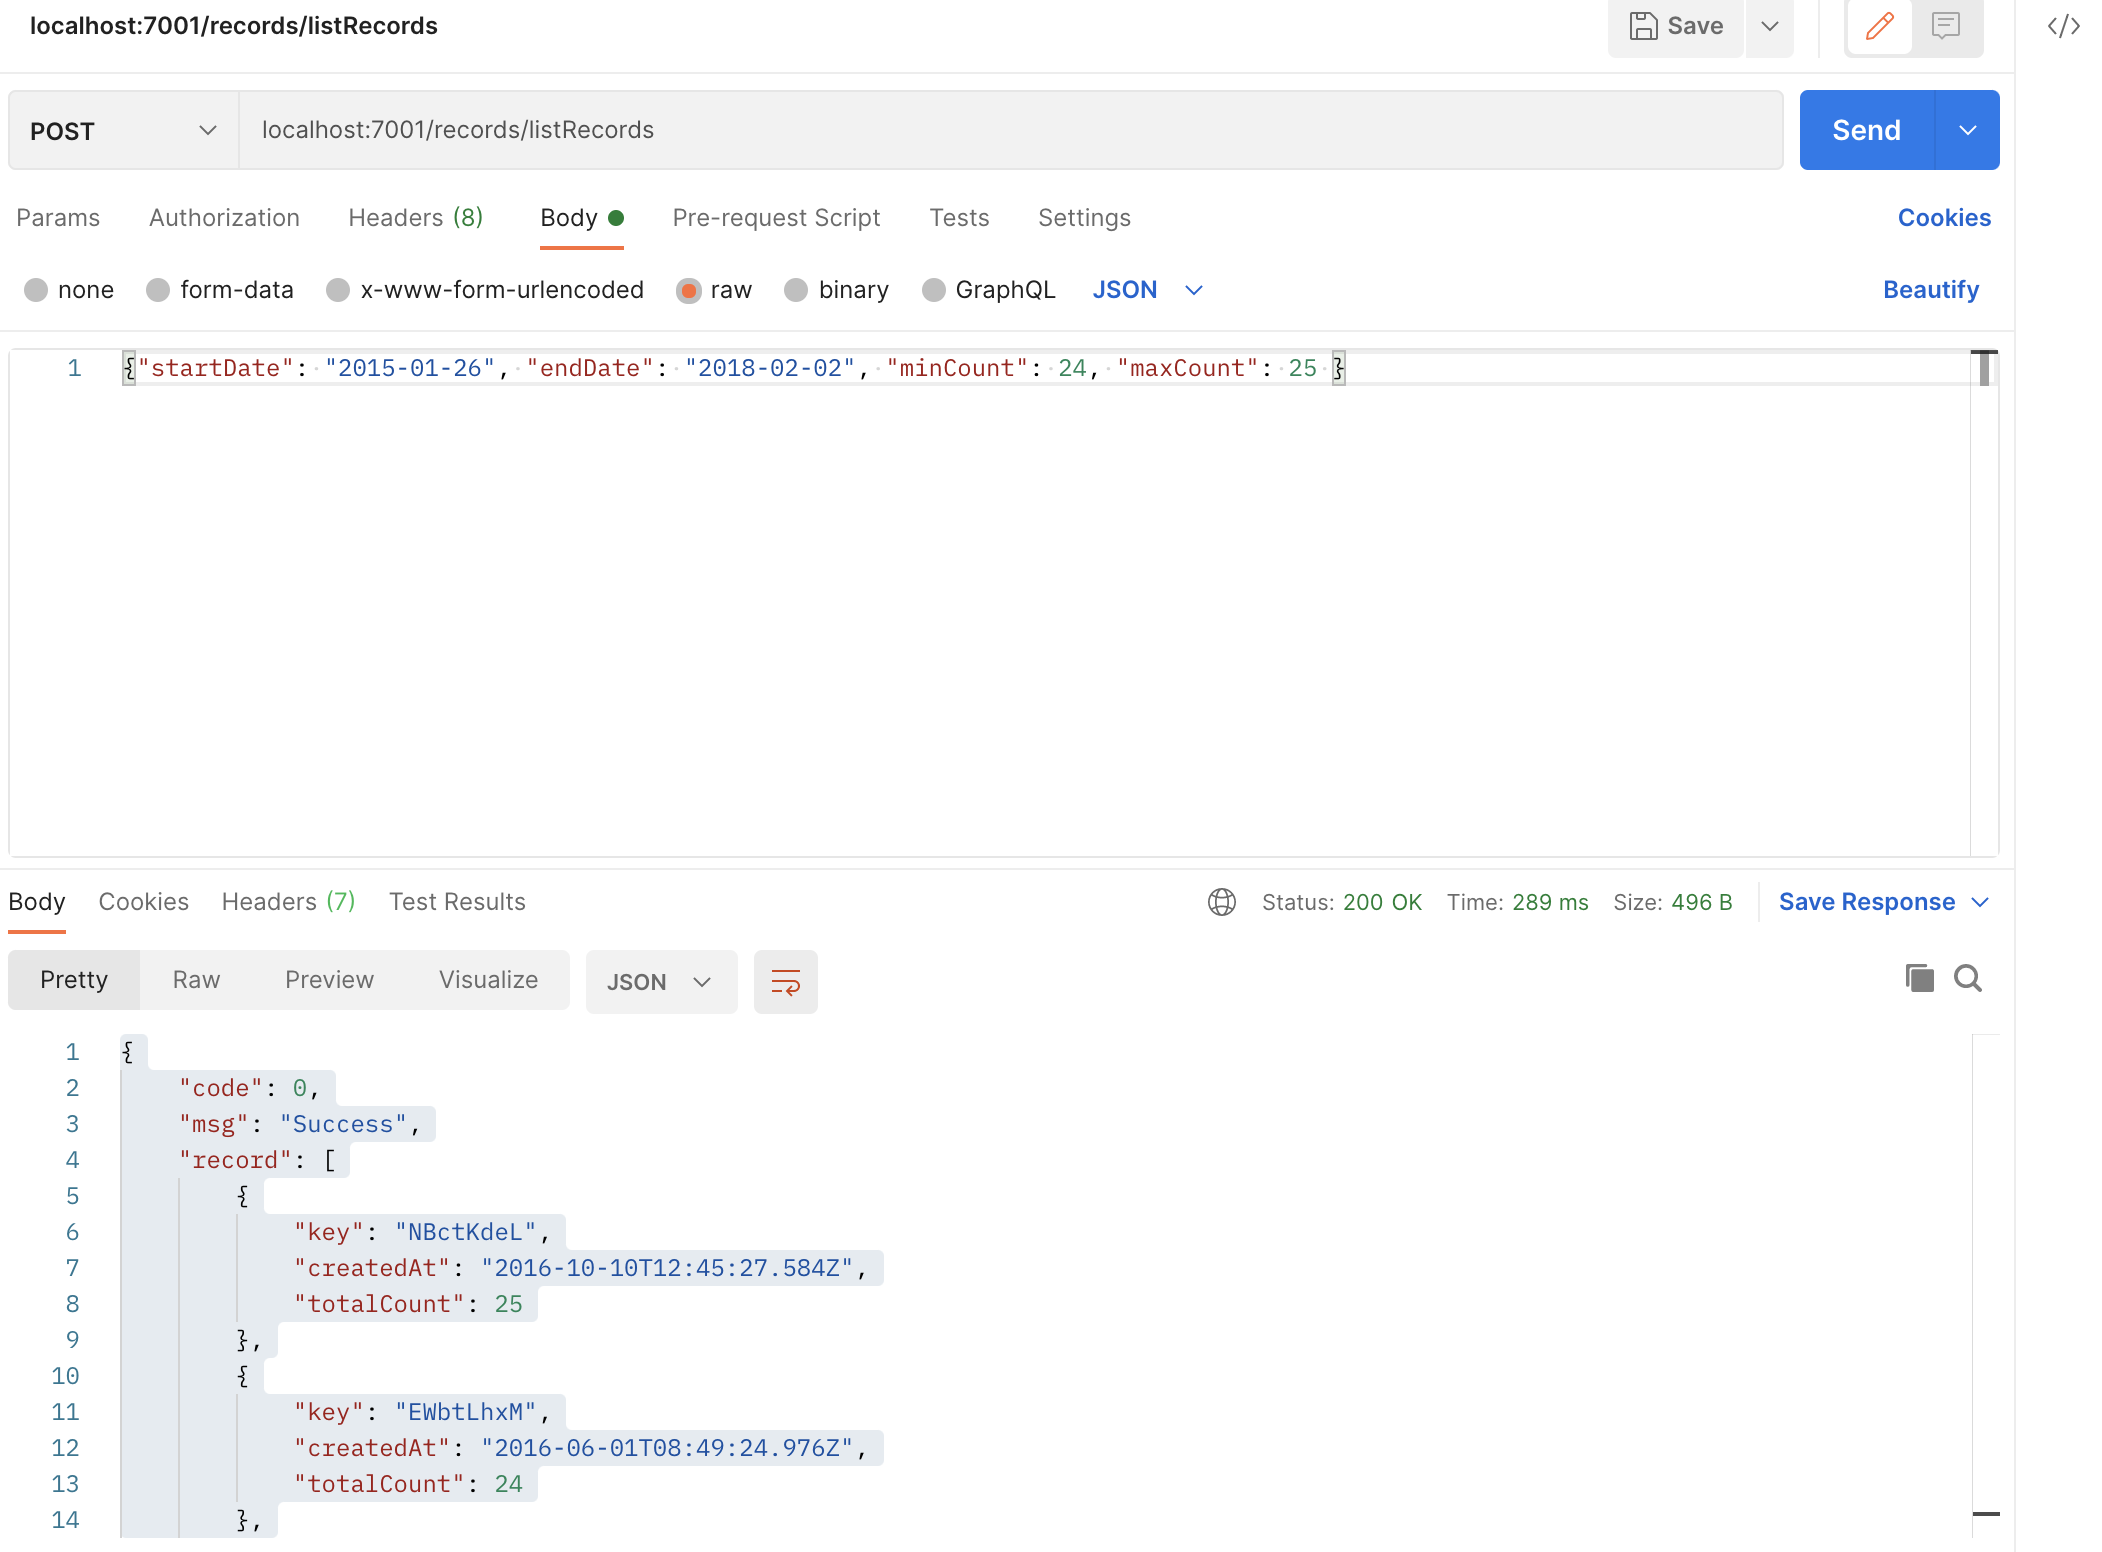 localhost:7001/records/listRecords
Save
POST
localhost:7001/records/listRecords
Send
Params Authorization Headers (8) Body Pre-request Script Tests Settings Cookies
none form-data x-www-form-urlencoded raw binary GraphQL JSON Beautify
1 {"startDate": "2015-01-26", "endDate": "2018-02-02", "minCount": 24, "maxCount": 25 }
Body Cookies Headers (7) Test Results Status: 200 OK Time: 289 ms Size: 496 B Save Response
Pretty Raw Preview Visualize JSON
1 {
2 "code": 0,
3 "msg": "Success",
4 "record": [
5 {
6 "key": "NBctKdeL",
7 "createdAt": "2016-10-10T12:45:27.584Z",
8 "totalCount": 25
9 },
10 {
11 "key": "EWbtLhxM",
12 "createdAt": "2016-06-01T08:49:24.976Z",
13 "totalCount": 24
14 },